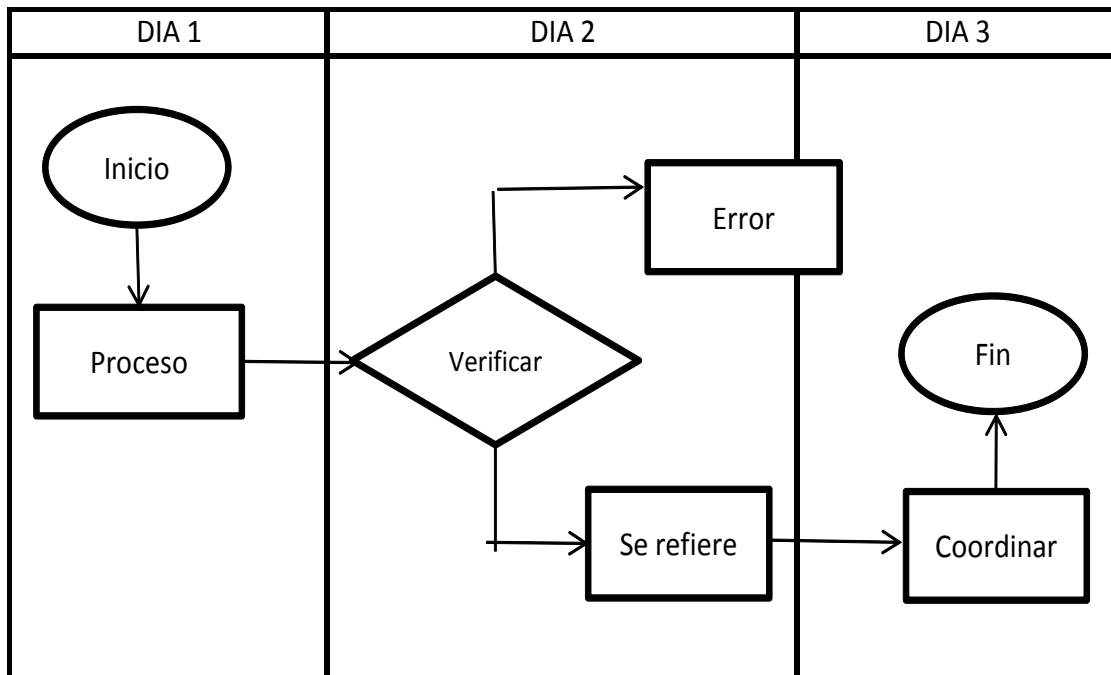 DIA 1
DIA 2
DIA 3
Inicio
Error
Proceso
Verificar
Fin
Se refiere
Coordinar